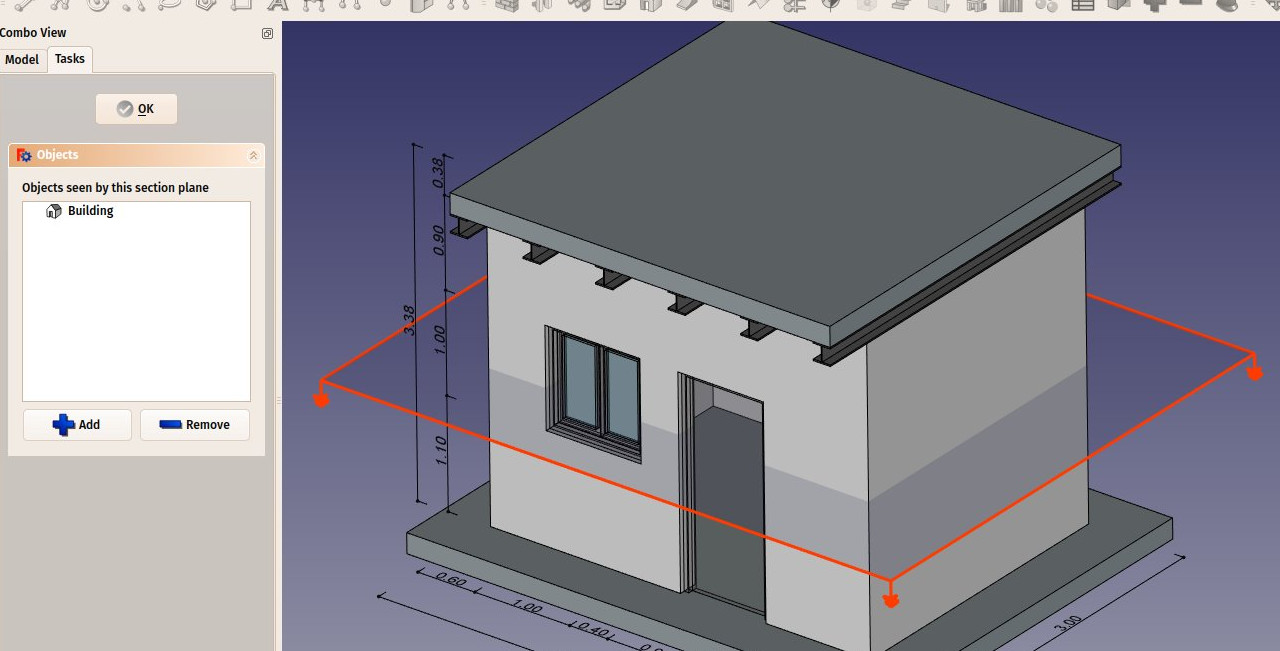 Combo View
Model
Tasks
OK
Objects
Objects seen by this section plane
Building
Add
Remove
0.38
0.90
3.38
1.00
1.10
0.60
1.00
0.40
3.00